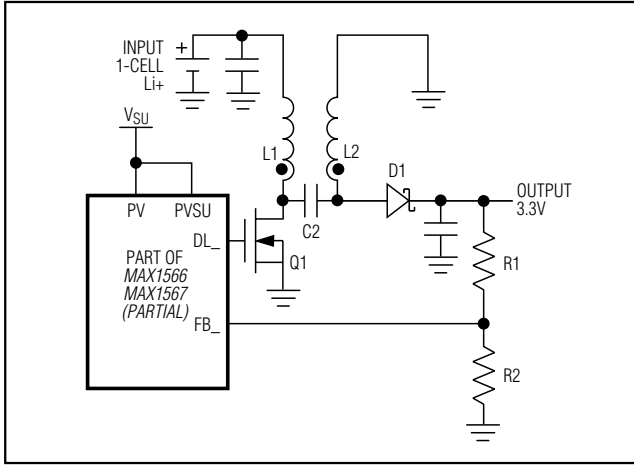 INPUT
1-CELL
Li+
+
VSU
L1
L2
D1
PV
PVSU
OUTPUT
3.3V
C2
DL_
Q1
R1
PART OF
MAX1566
MAX1567
(PARTIAL)
FB_
R2